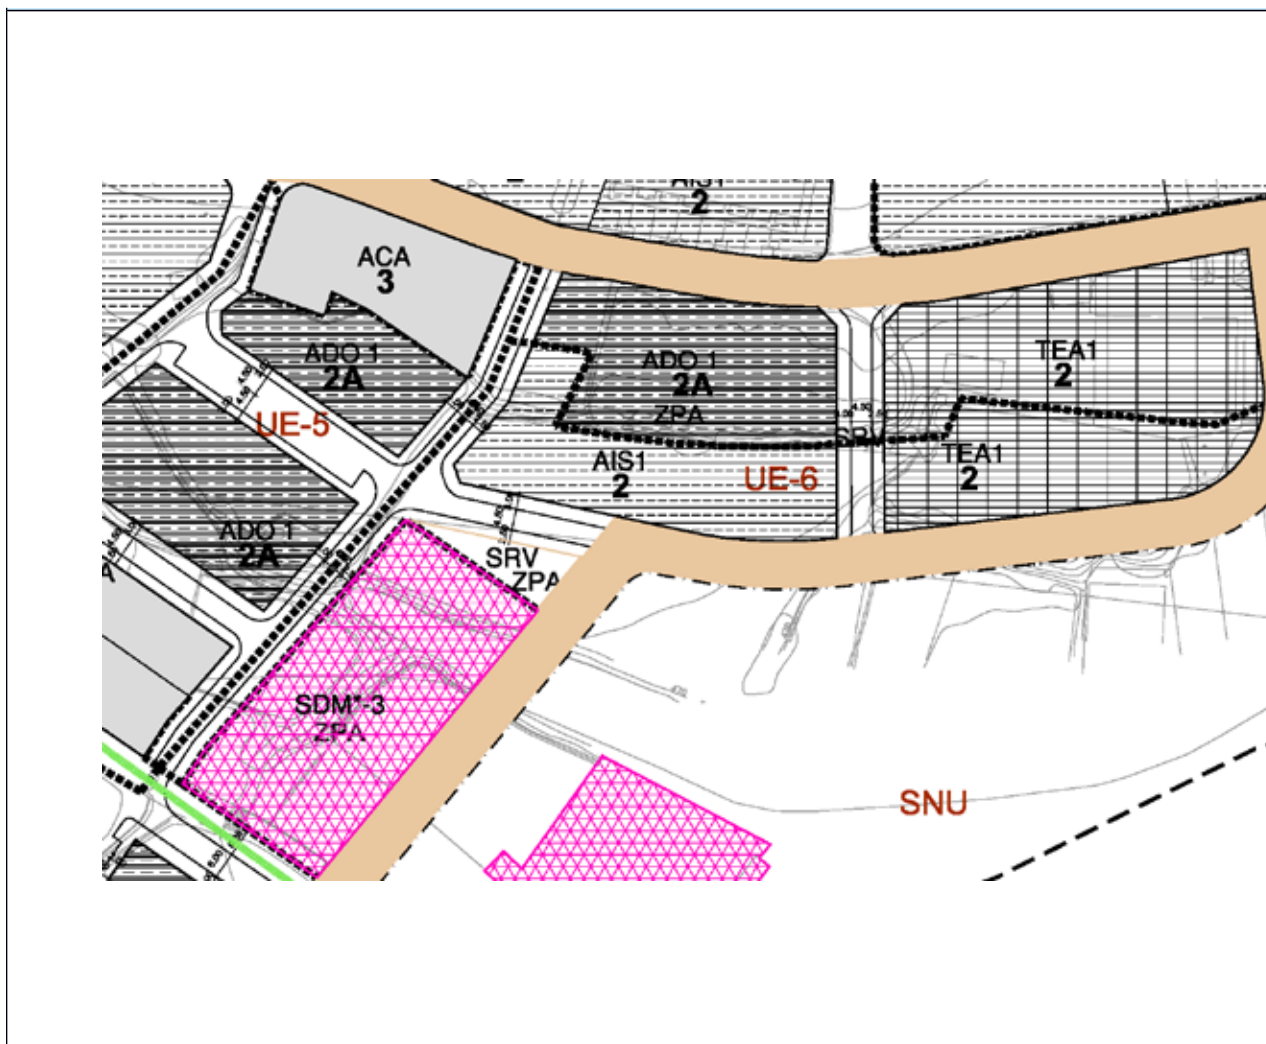 AIS1
2
ACA
3
ADO 1
2A
ADO 1
2A
ZPA
TEA1
2
UE-5
SRV
AIS1
2
UE-6
TEA1
2
ADO 1
2A
SRV
ZPA
SDM*-3
ZPA
SNU